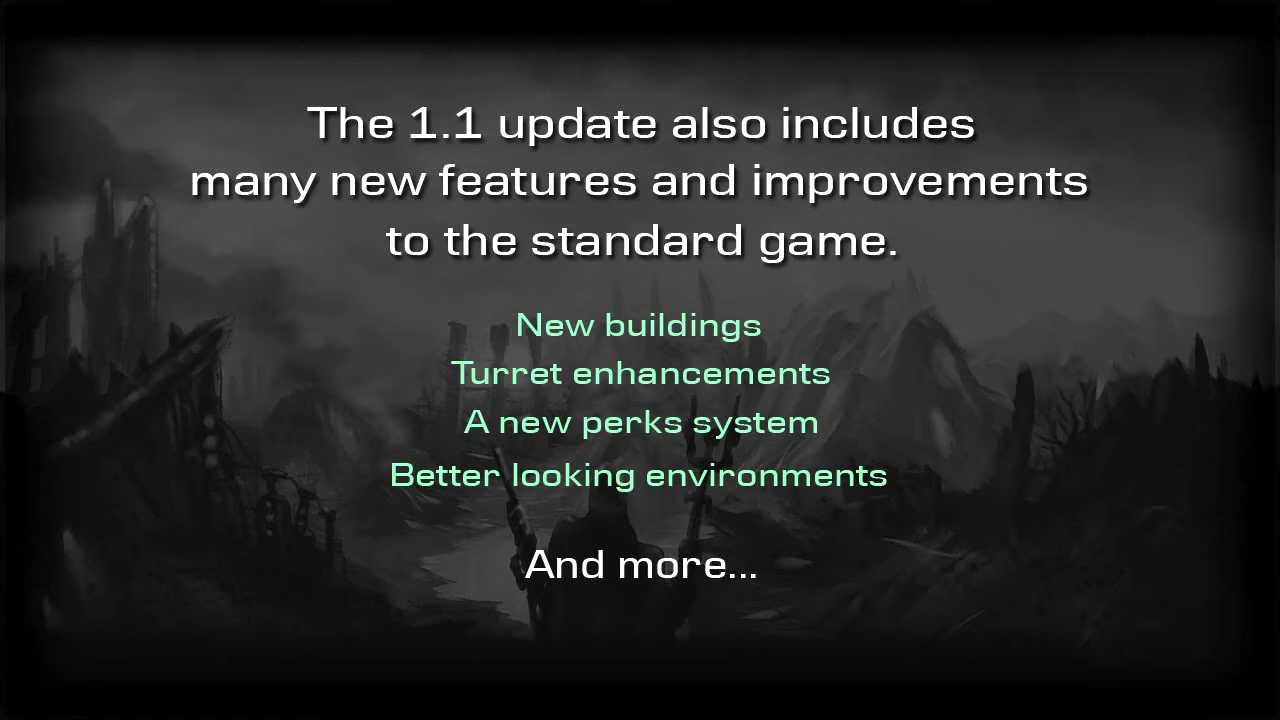 The 1.1 update also includes
many new features and improvements
to the standard game.
New buildings
Turret enhancements
A new perks system
Better looking environments
And more...